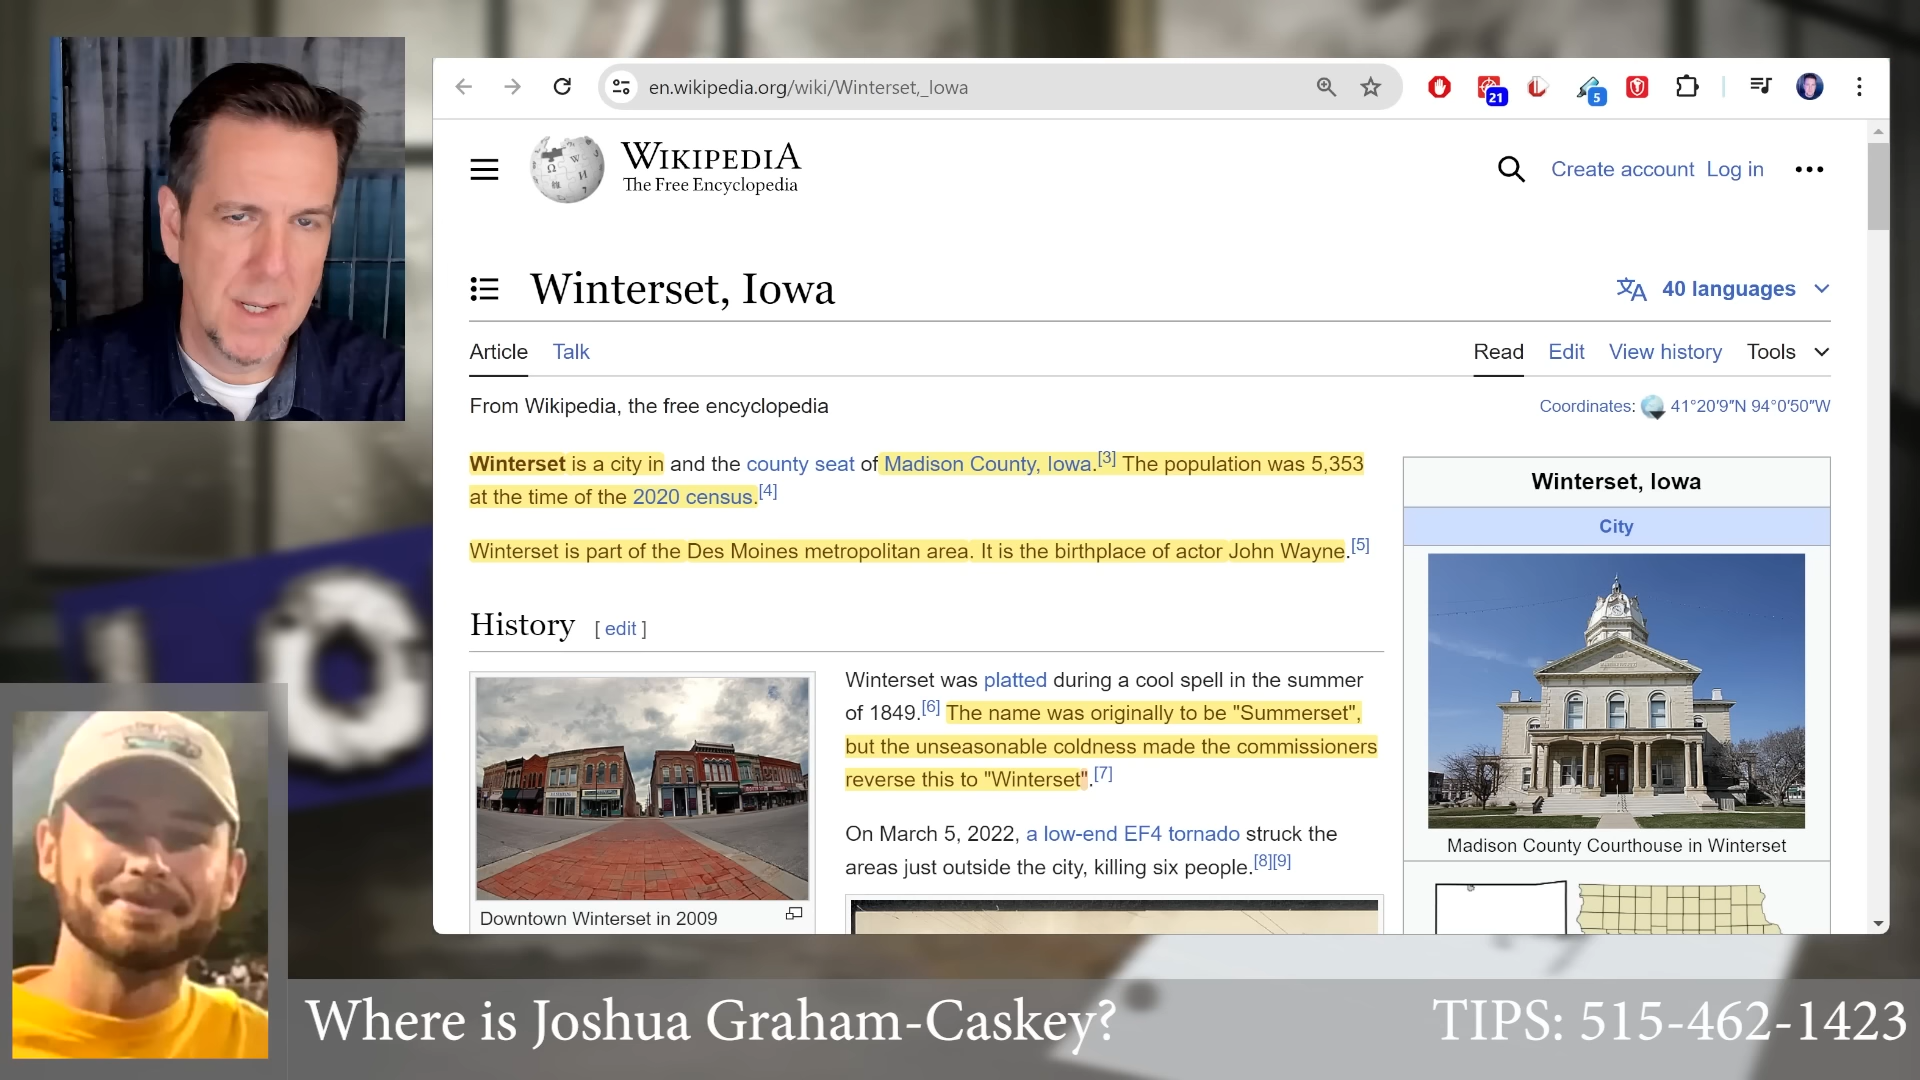 en.wikipedia.org/wiki/Winterset,_Iowa
21
5
WIKIPEDIA
The Free Encyclopedia
Create account Log in
Winterset, Iowa
40 languages
Article Talk
Read Edit View history Tools
From Wikipedia, the free encyclopedia
Coordinates: 41°20′9″N 94°0′50″W
Winterset is a city in and the county seat of Madison County, Iowa.[3] The population was 5,353
at the time of the 2020 census.[4]
Winterset is part of the Des Moines metropolitan area. It is the birthplace of actor John Wayne.[5]
Winterset, Iowa
City
Madison County Courthouse in Winterset
History [ edit ]
Downtown Winterset in 2009
Winterset was platted during a cool spell in the summer
of 1849.[6] The name was originally to be "Summerset",
but the unseasonable coldness made the commissioners
reverse this to "Winterset".[7]
On March 5, 2022, a low-end EF4 tornado struck the
areas just outside the city, killing six people.[8][9]
Where is Joshua Graham-Caskey?
TIPS: 515-462-1423